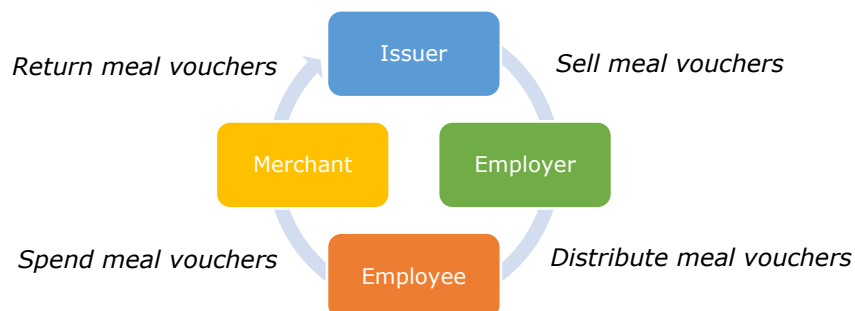 Issuer
Return meal vouchers
Sell meal vouchers
Merchant
Employer
Spend meal vouchers
Distribute meal vouchers
Employee